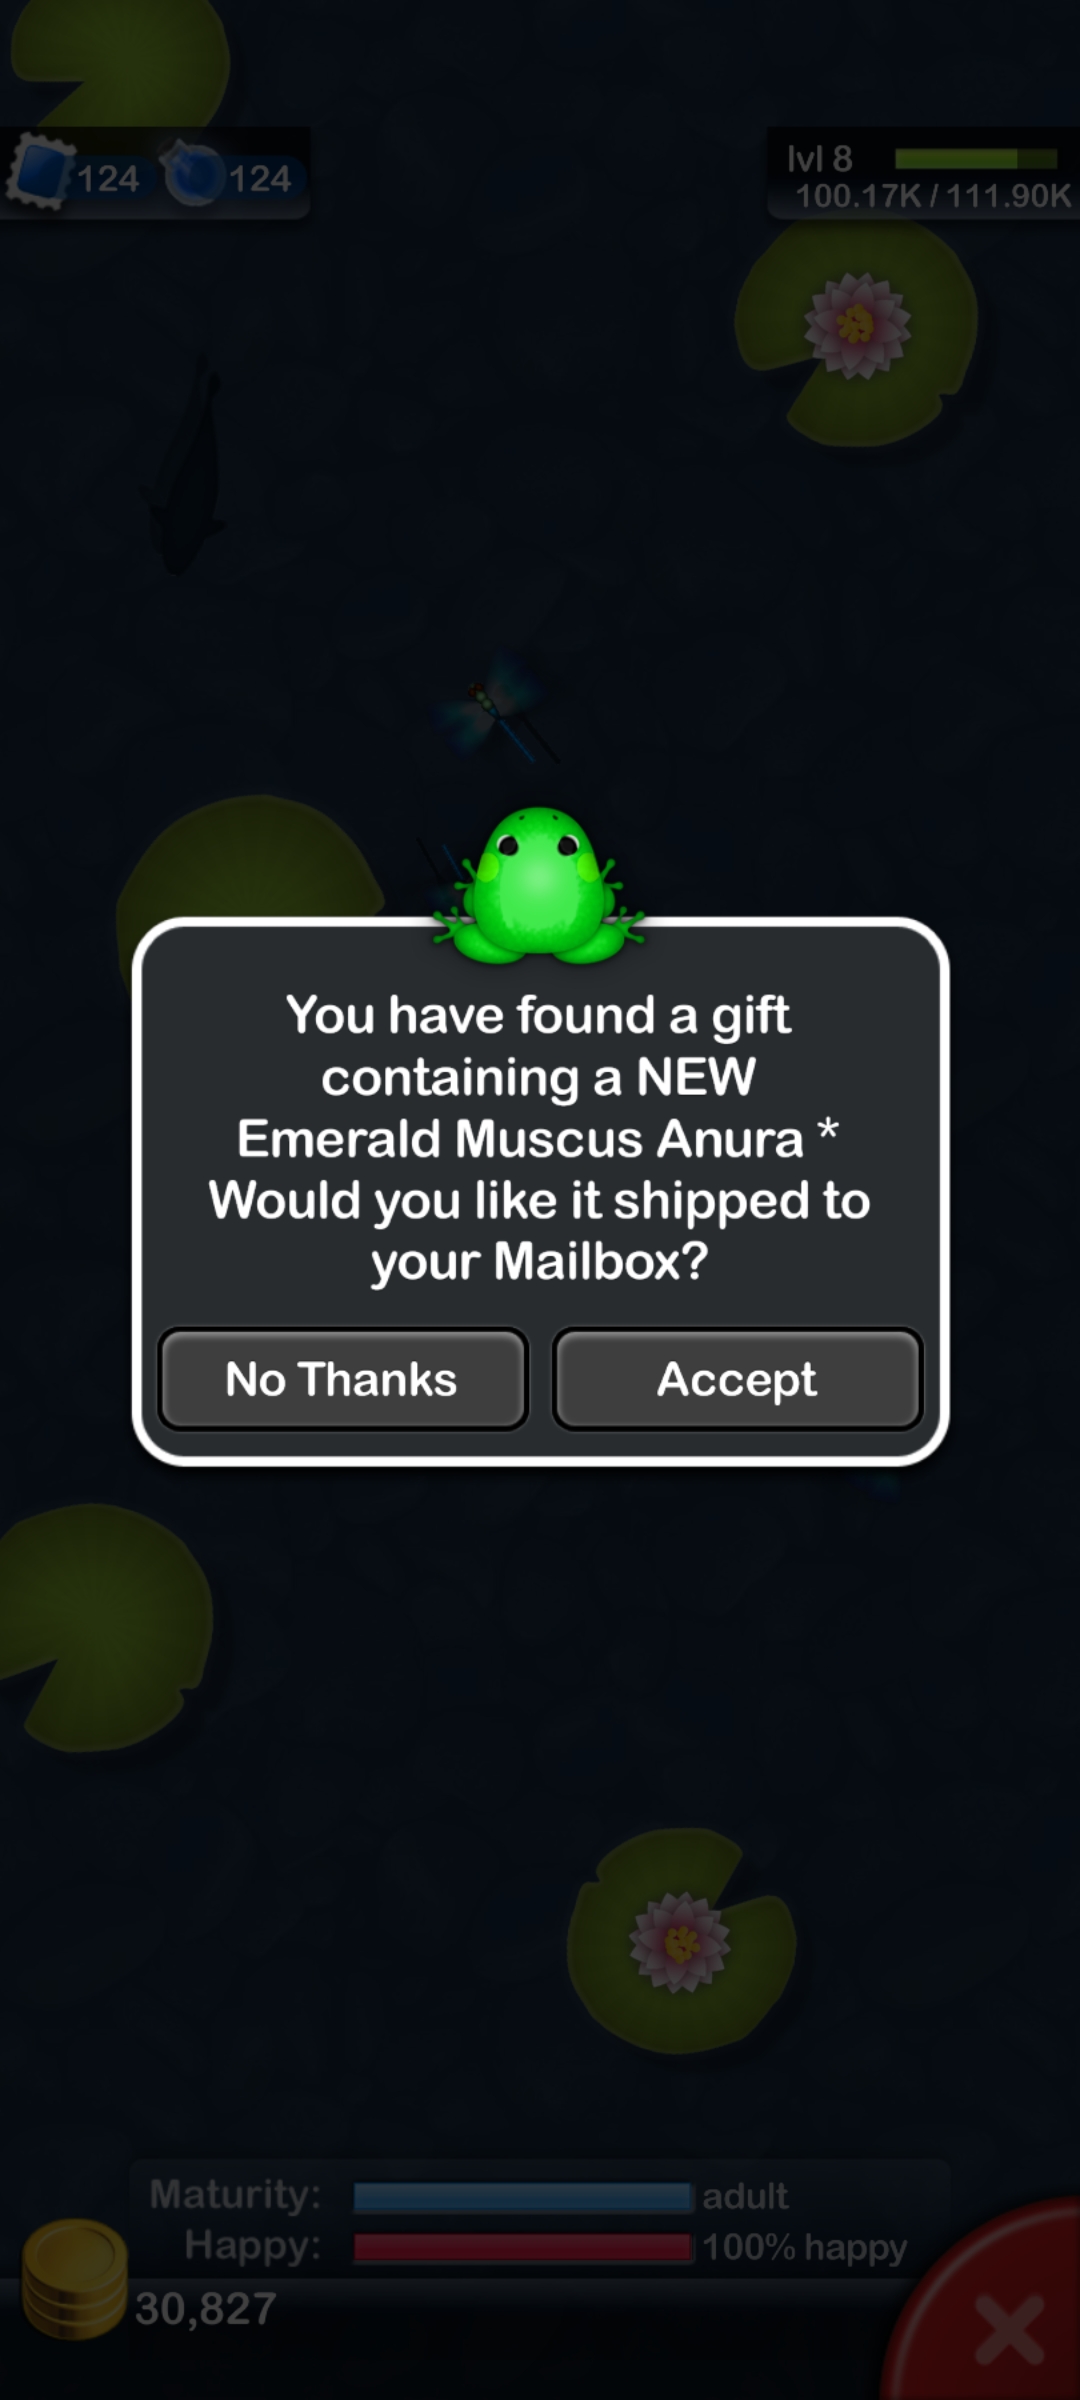 124 124
lvl 8
100.17K / 111.90K
You have found a gift
containing a NEW
Emerald Muscus Anura *
Would you like it shipped to
your Mailbox?
No Thanks Accept
Maturity: adult
Happy: 100% happy
30,827